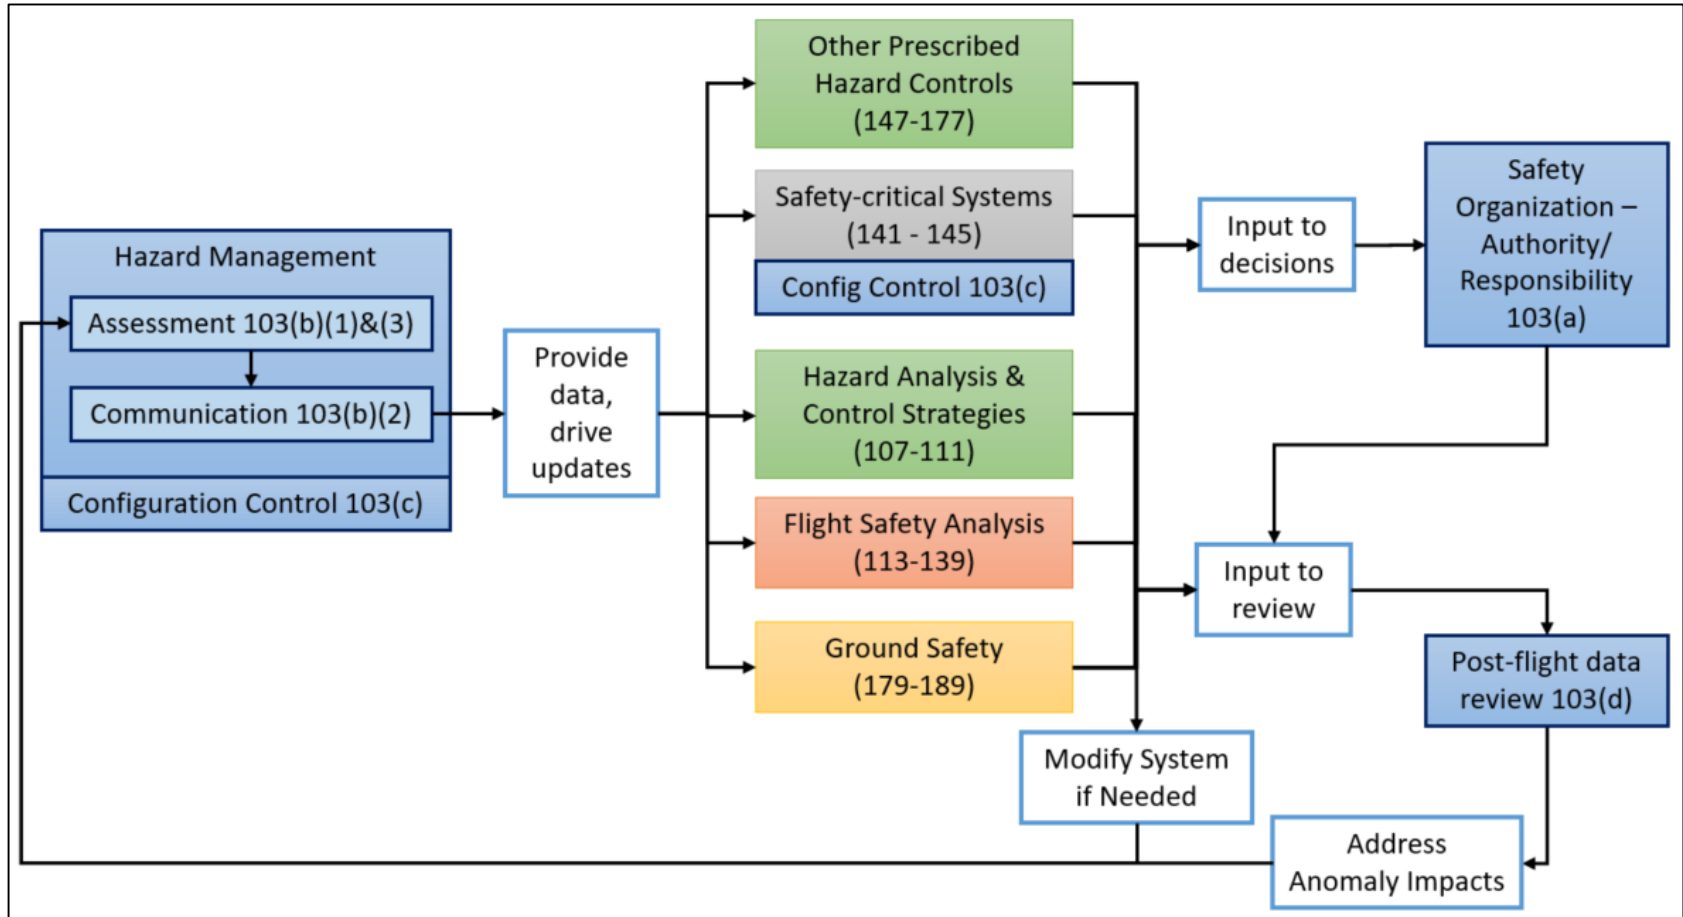 Hazard Management
Assessment 103(b)(1)&(3)
Communication 103(b)(2)
Configuration Control 103(c)
Provide
data,
drive
updates
Other Prescribed
Hazard Controls
(147-177)
Safety-critical Systems
(141 - 145)
Config Control 103(c)
Hazard Analysis &
Control Strategies
(107-111)
Flight Safety Analysis
(113-139)
Ground Safety
(179-189)
Modify System
if Needed
Input to
decisions
Safety
Organization –
Authority/
Responsibility
103(a)
Input to
review
Post-flight data
review 103(d)
Address
Anomaly Impacts